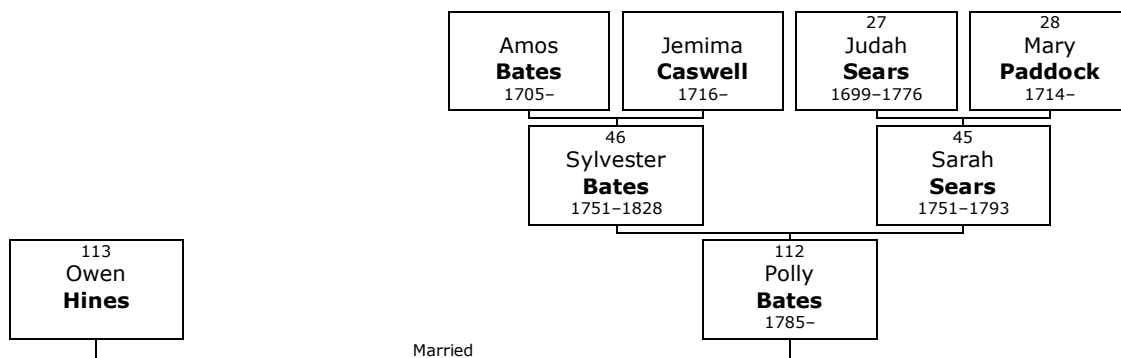 Amos
Bates
1705–
Jemima
Caswell
1716–
27
Judah
Sears
1699–1776
28
Mary
Paddock
1714–
46
Sylvester
Bates
1751–1828
45
Sarah
Sears
1751–1793
113
Owen
Hines
112
Polly
Bates
1785–
Married